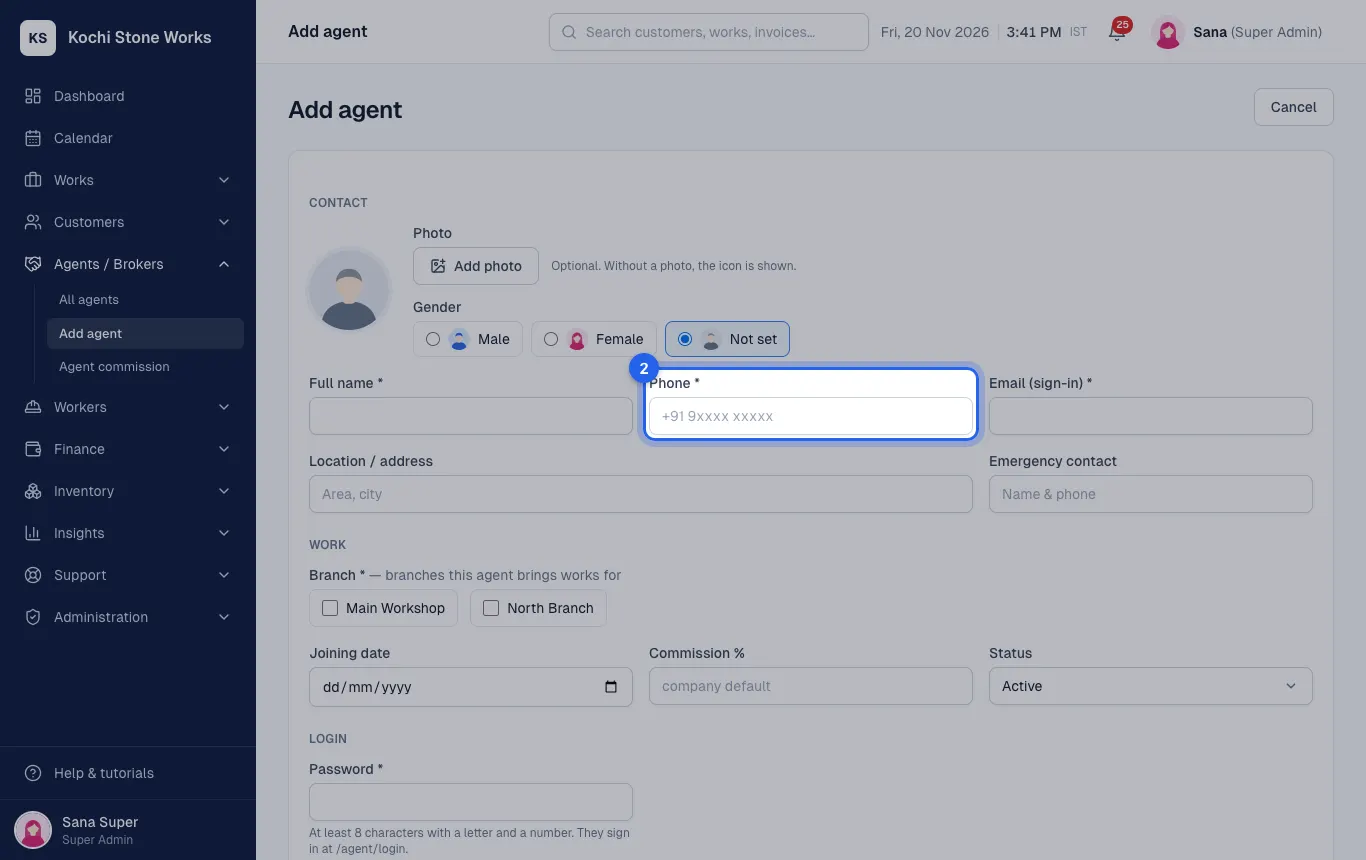 KS
Kochi Stone Works
Dashboard
Calendar
Works
Customers
Agents / Brokers
All agents
Add agent
Agent commission
Workers
Finance
Inventory
Insights
Support
Administration
Help & tutorials
Sana Super
Super Admin
Add agent
Search customers, works, invoices...
Fri, 20 Nov 2026
3:41 PM IST
25
Sana (Super Admin)
Add agent
Cancel
CONTACT
Photo
Add photo
Optional. Without a photo, the icon is shown.
Gender
Male
Female
Not set
2
Full name *
Phone *
+91 9xxxx xxxxx
Email (sign-in) *
Location / address
Area, city
Emergency contact
Name & phone
WORK
Branch * — branches this agent brings works for
Main Workshop
North Branch
Joining date
dd/mm/yyyy
Commission %
company default
Status
Active
LOGIN
Password *
At least 8 characters with a letter and a number. They sign
in at /agent/login.